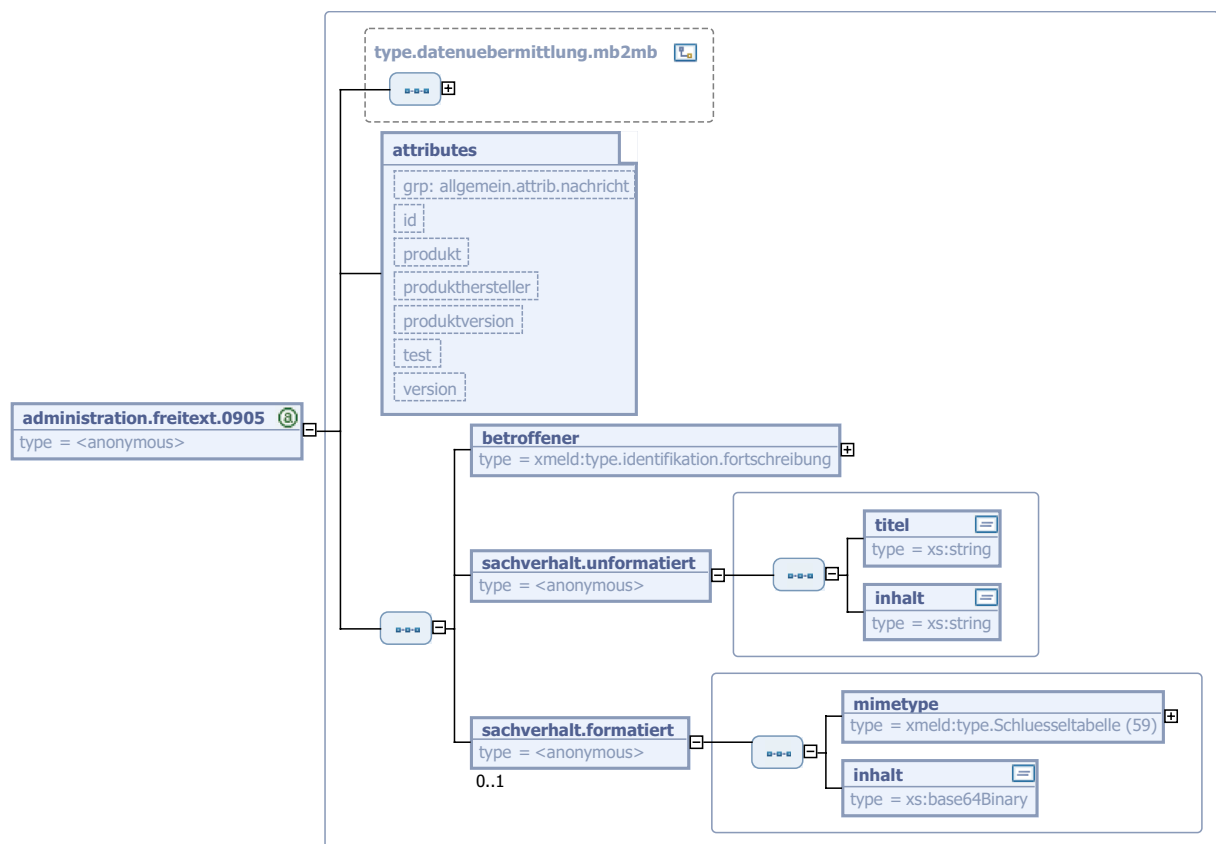 type.datenuebermittlung.mb2mb
attributes
grp: allgemein.attrib.nachricht
id
produkt
produkthersteller
produktversion
test
version
administration.freitext.0905 a
type = <anonymous>
betroffener
type = xmeld:type.identifikation.fortschreibung
sachverhalt.unformatiert
type = <anonymous>
titel
type = xs:string
inhalt
type = xs:string
sachverhalt.formatiert
type = <anonymous>
0..1
mimetype
type = xmeld:type.Schluesseltabelle (59)
inhalt
type = xs:base64Binary